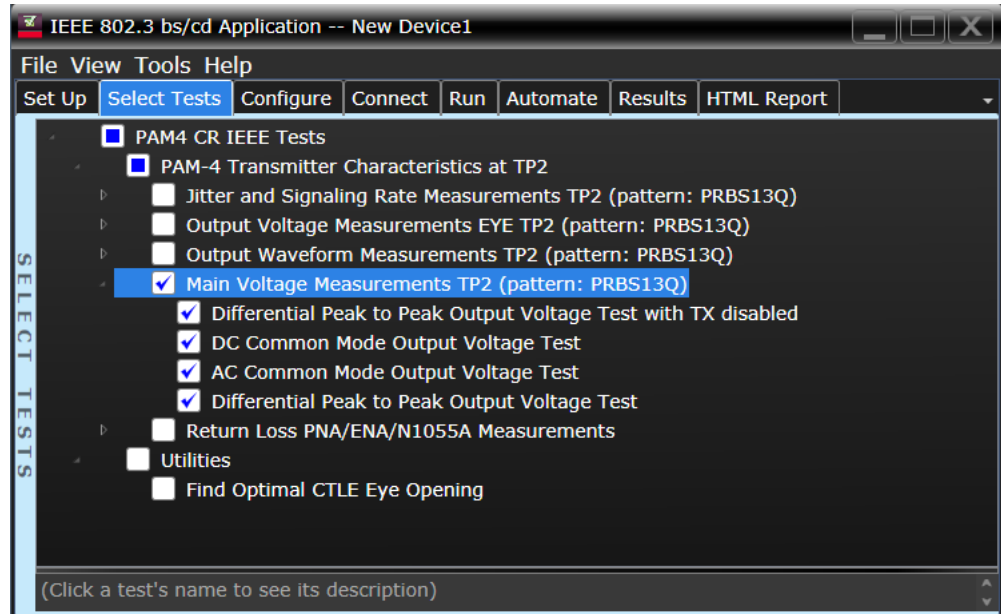 IEEE 802.3 bs/cd Application -- New Device1
File View Tools Help
Set Up Select Tests Configure Connect Run Automate Results HTML Report
SELECT TESTS
PAM4 CR IEEE Tests
PAM-4 Transmitter Characteristics at TP2
Jitter and Signaling Rate Measurements TP2 (pattern: PRBS13Q)
Output Voltage Measurements EYE TP2 (pattern: PRBS13Q)
Output Waveform Measurements TP2 (pattern: PRBS13Q)
Main Voltage Measurements TP2 (pattern: PRBS13Q)
Differential Peak to Peak Output Voltage Test with TX disabled
DC Common Mode Output Voltage Test
AC Common Mode Output Voltage Test
Differential Peak to Peak Output Voltage Test
Return Loss PNA/ENA/N1055A Measurements
Utilities
Find Optimal CTLE Eye Opening
(Click a test's name to see its description)